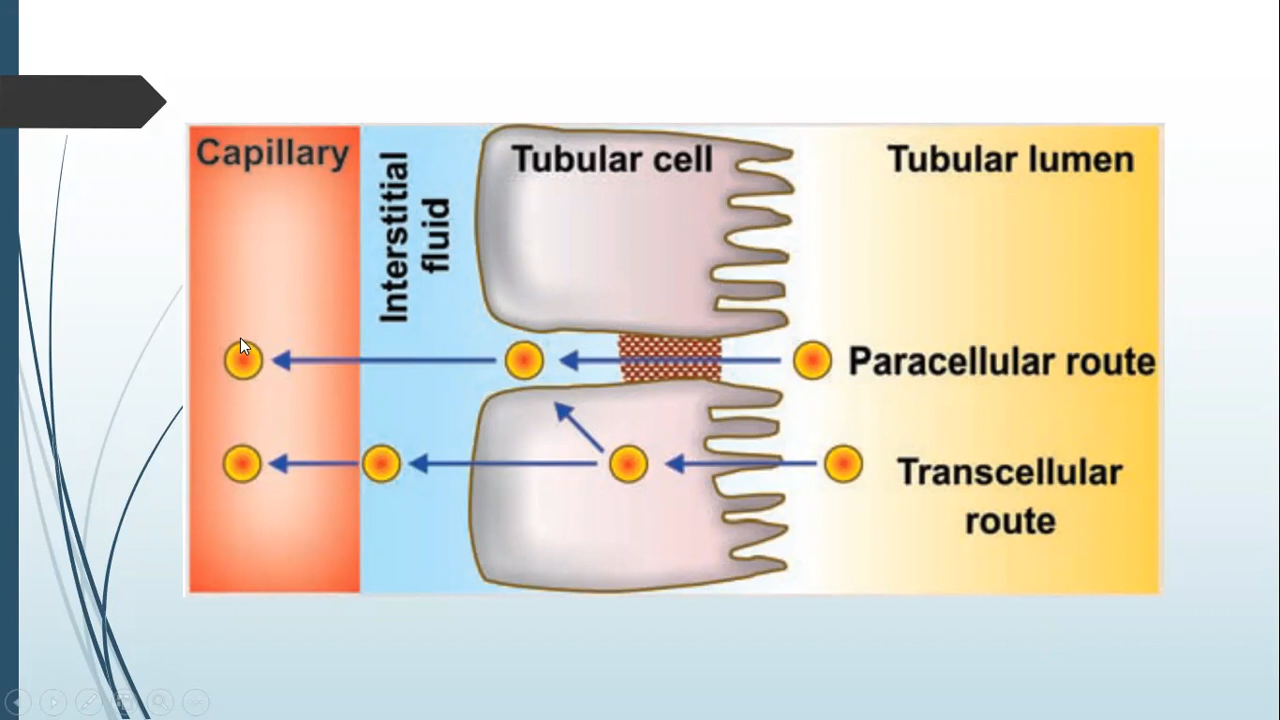 Capillary
Interstitial
fluid
Tubular cell
Tubular lumen
Paracellular route
Transcellular
route